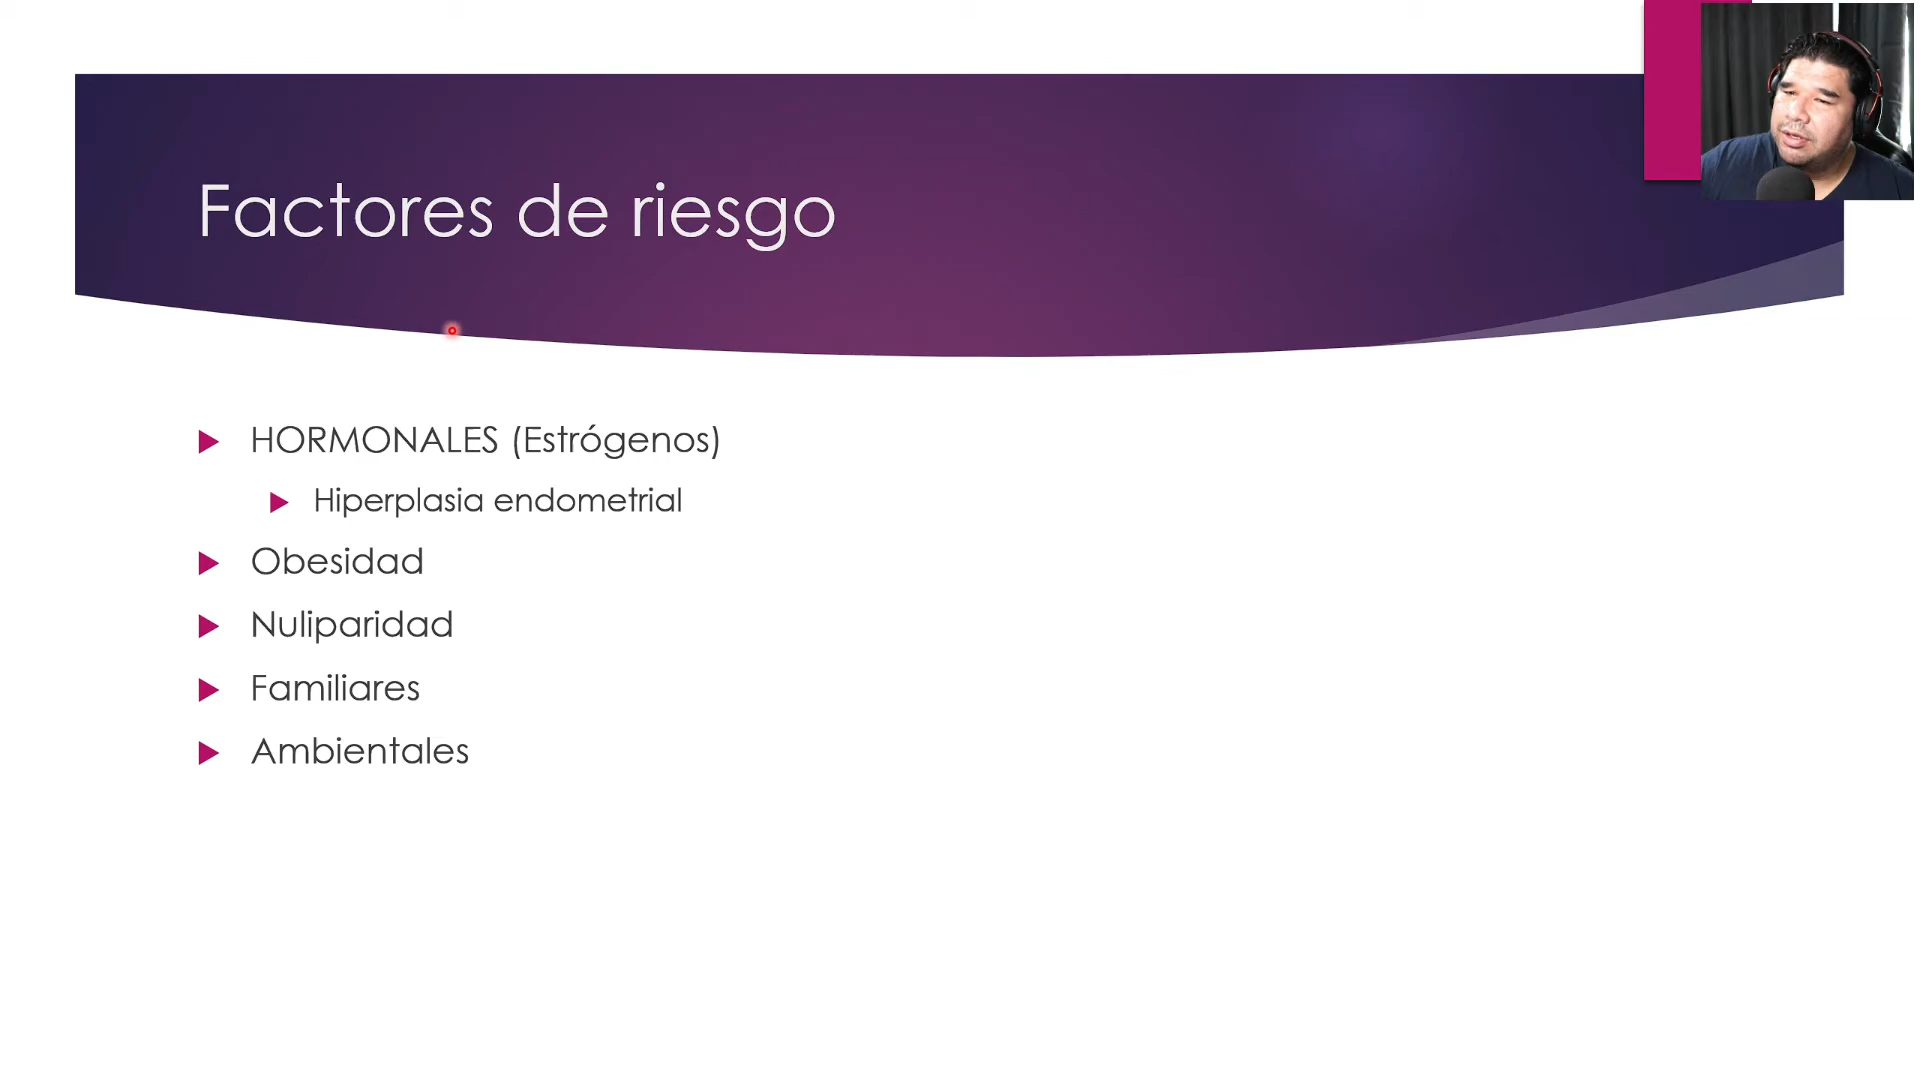 Factores de riesgo
HORMONALES (Estrógenos)
Hiperplasia endometrial
Obesidad
Nuliparidad
Familiares
Ambientales